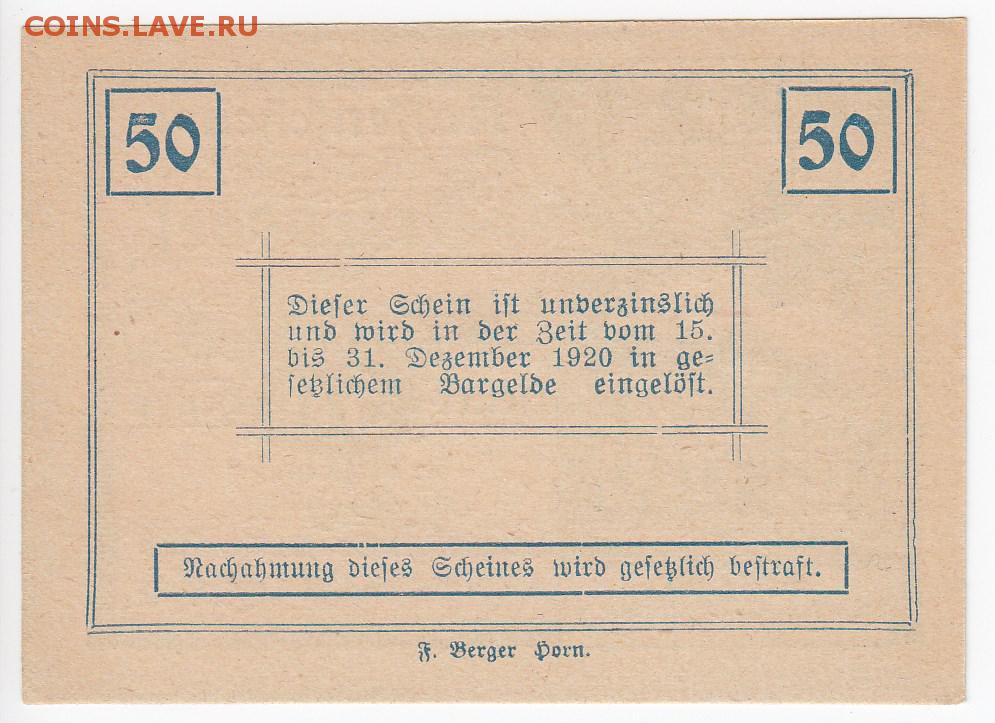 COINS.LAVE.RU
50
50
Dieser Schein ist unverzinslich
und wird in der Zeit vom 15.
bis 31. Dezember 1920 in ge-
setzlichem Bargelde eingelöst.
Nachahmung dieses Scheines wird gesetzlich bestraft.
F. Berger Horn.